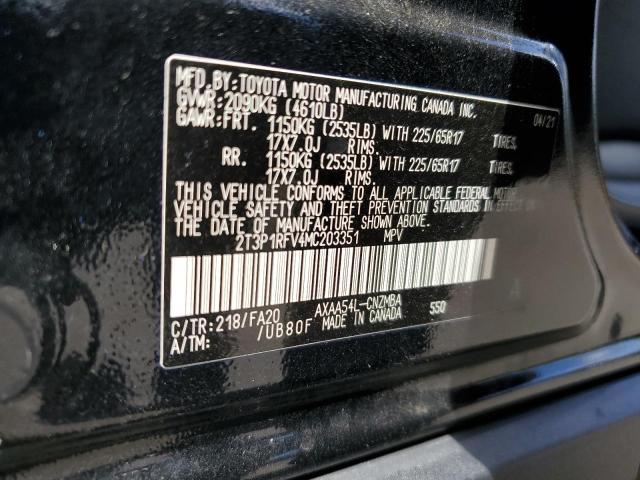 MFD. BY: TOYOTA MOTOR MANUFACTURING CANADA INC.
GVWR: 2090KG (4610LB) 04/21
GAWR: FRT. 1150KG (2535LB) WITH 225/65R17 TIRES,
17X7.0J RIMS.
RR. 1150KG (2535LB) WITH 225/65R17 TIRES,
17X7.0J RIMS.
THIS VEHICLE CONFORMS TO ALL APPLICABLE FEDERAL MOTOR
VEHICLE SAFETY AND THEFT PREVENTION STANDARDS IN EFFECT ON
THE DATE OF MANUFACTURE SHOWN ABOVE.
2T3P1RFV4MC203351 MPV
C/TR: 218/FA20 AXAA54L-CNZMBA 550
A/TM: /UB80F MADE IN CANADA